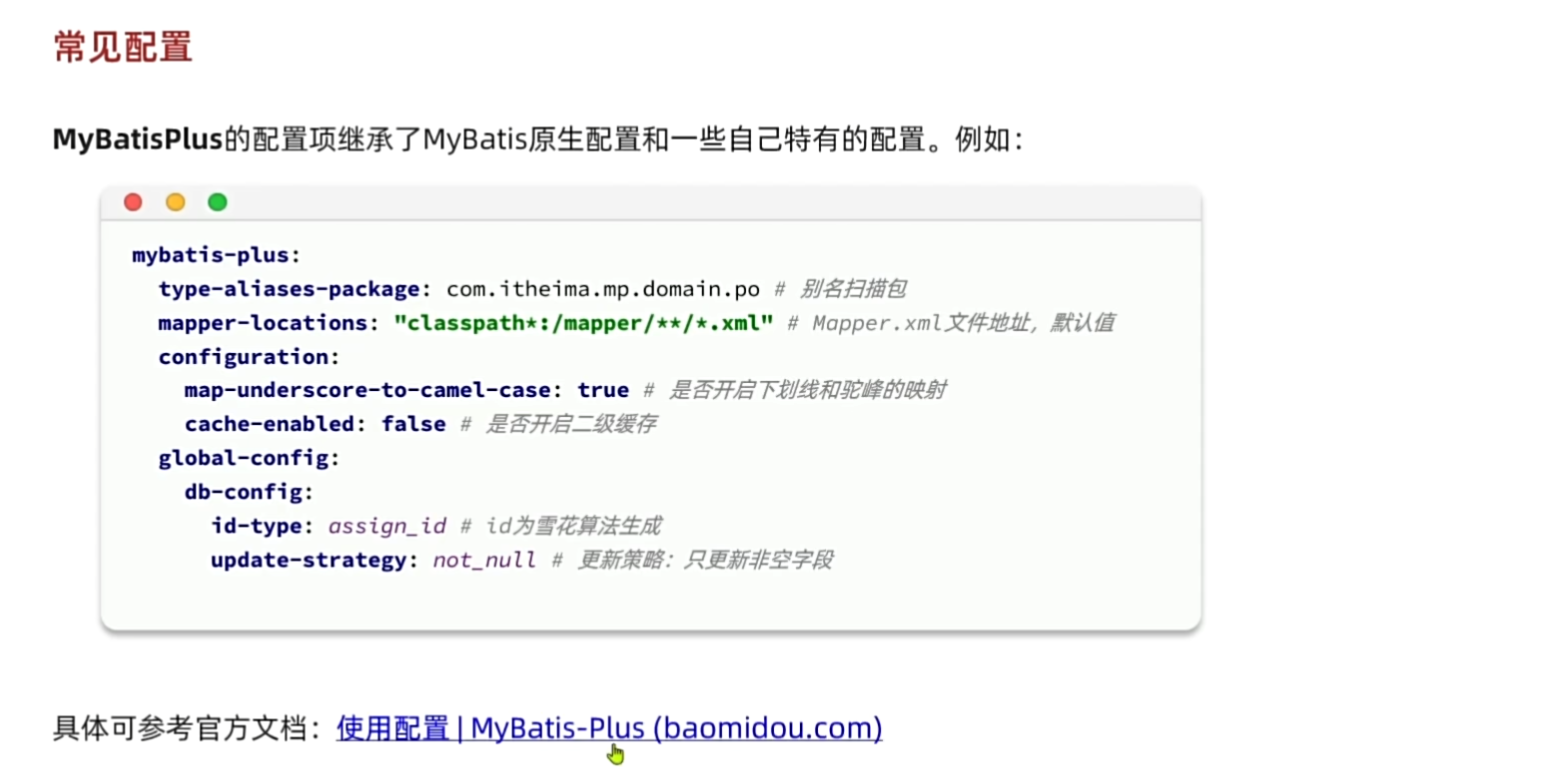 常见配置
MyBatisPlus的配置项继承了MyBatis原生配置和一些自己特有的配置。例如：
mybatis-plus:
type-aliases-package: com.itheima.mp.domain.po # 别名扫描包
mapper-locations: "classpath*:/mapper/**/*.xml" # Mapper.xml文件地址，默认值
configuration:
map-underscore-to-camel-case: true # 是否开启下划线和驼峰的映射
cache-enabled: false # 是否开启二级缓存
global-config:
db-config:
id-type: assign_id # id为雪花算法生成
update-strategy: not_null # 更新策略：只更新非空字段
具体可参考官方文档：使用配置 | MyBatis-Plus (baomidou.com)